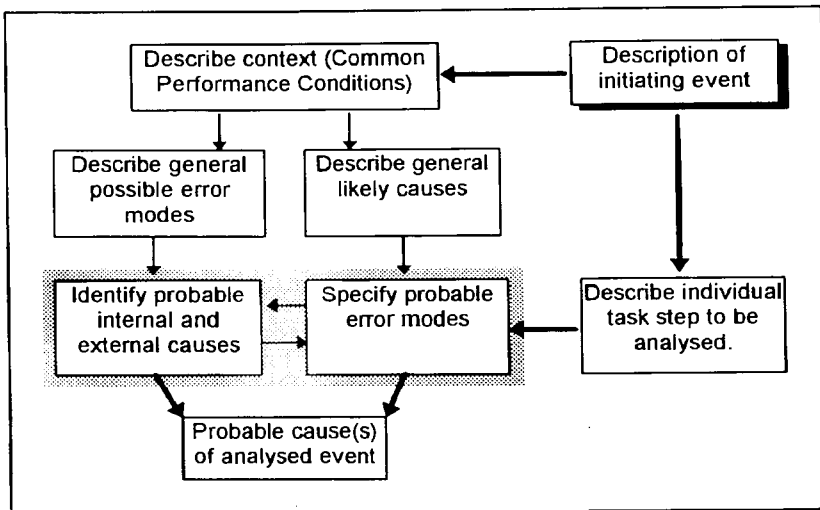 Describe context (Common
Performance Conditions)
Description of
initiating event
Describe general
possible error
modes
Describe general
likely causes
Identify probable
internal and
external causes
Specify probable
error modes
Describe individual
task step to be
analysed.
Probable cause(s)
of analysed event